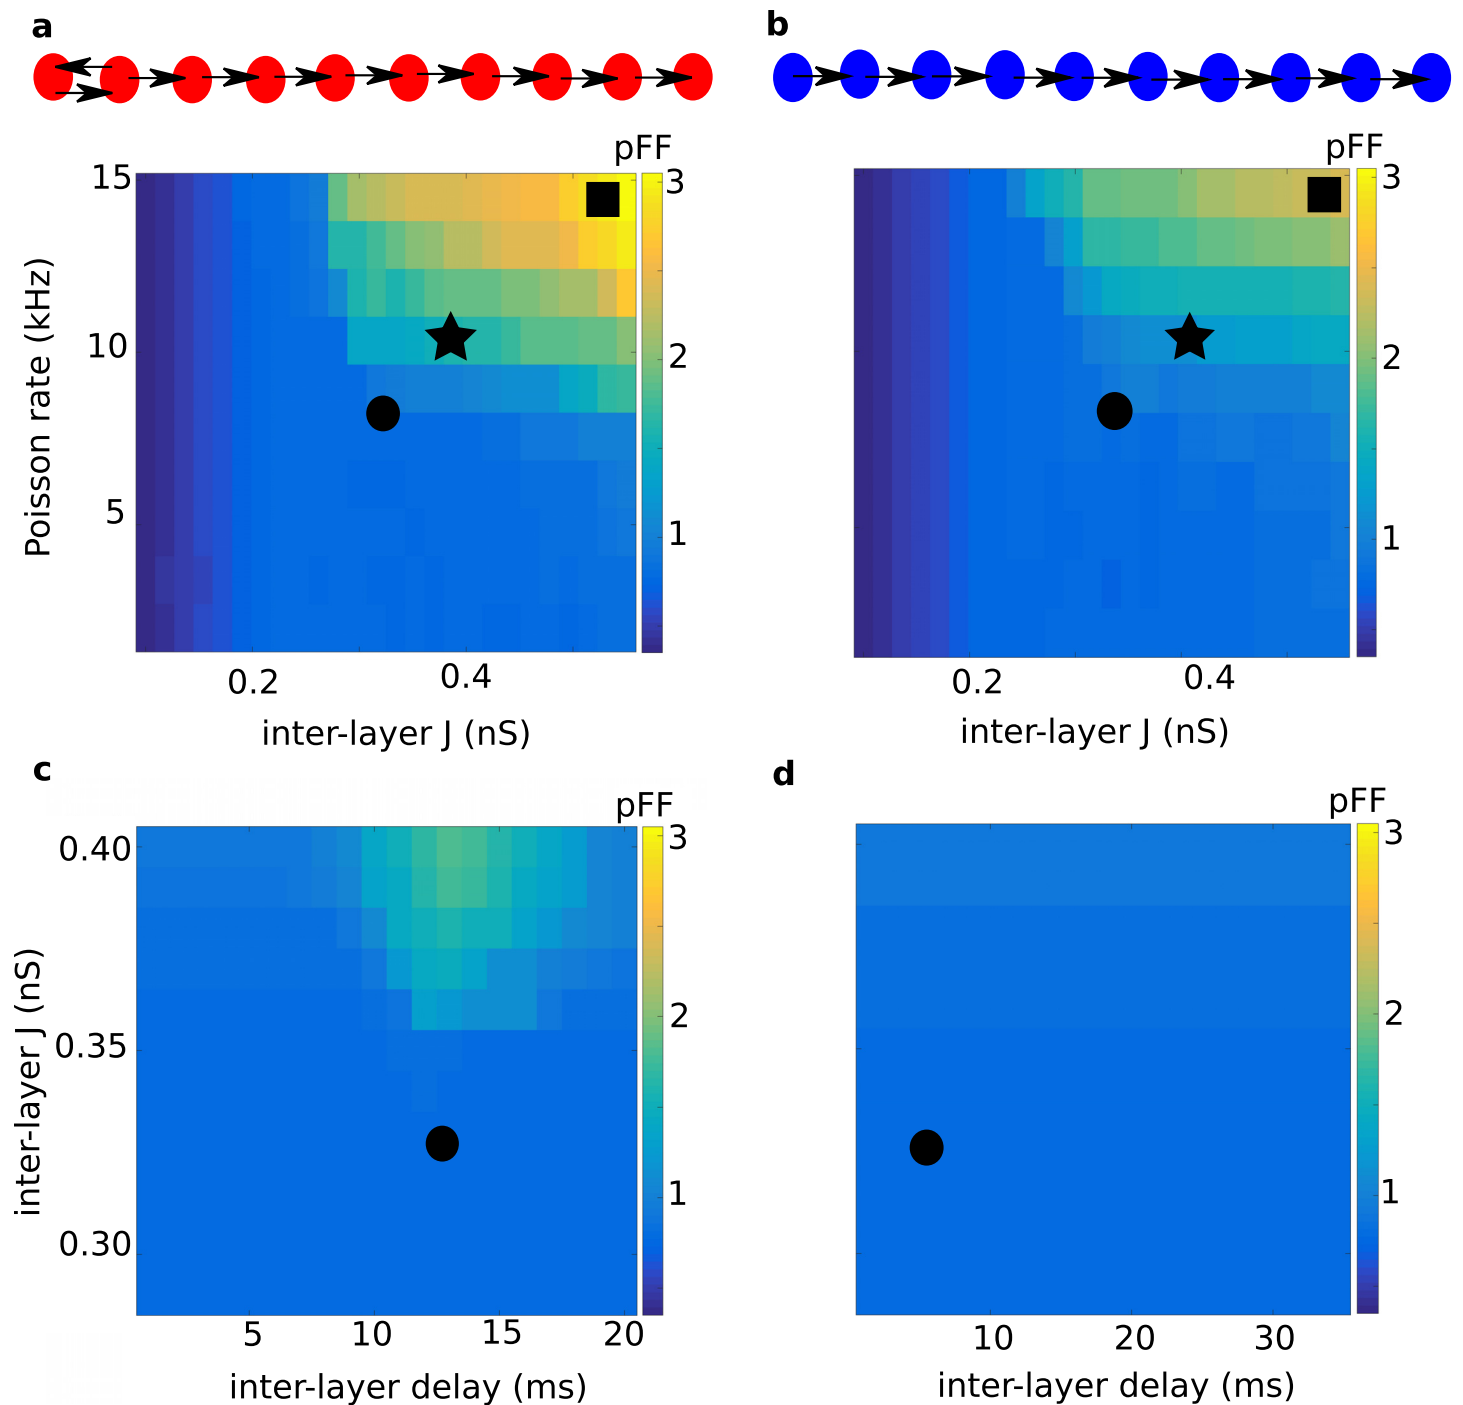 a
b
pFF
15
10
5
Poisson rate (kHz)
3
2
1
0.2
0.4
inter-layer J (nS)
pFF
3
2
1
0.2
0.4
inter-layer J (nS)
c
pFF
0.40
0.35
0.30
inter-layer J (nS)
3
2
1
5
10
15
20
inter-layer delay (ms)
d
pFF
3
2
1
10
20
30
inter-layer delay (ms)